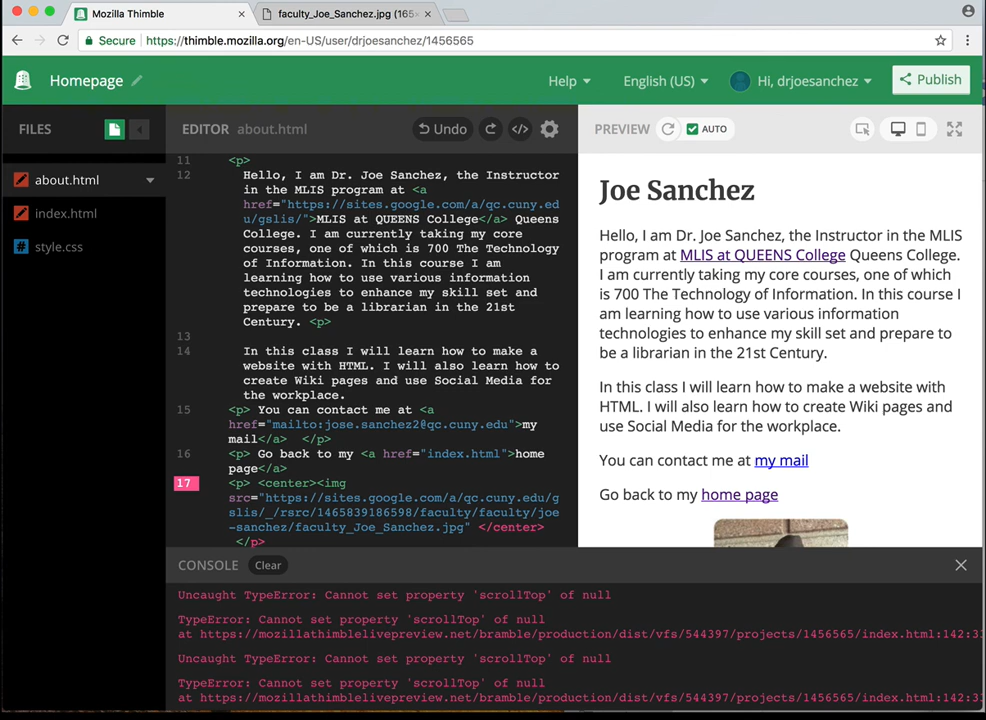 Mozilla Thimble
faculty_Joe_Sanchez.jpg (165×
Secure
https://thimble.mozilla.org/en-US/user/drjoesanchez/1456565
Homepage
Help
English (US)
Hi, drjoesanchez
Publish
FILES
EDITOR about.html
Undo
PREVIEW
AUTO
about.html
index.html
style.css
11 <p>
12 Hello, I am Dr. Joe Sanchez, the Instructor
in the MLIS program at <a
href="https://sites.google.com/a/qc.cuny.ed
u/gslis/">MLIS at QUEENS College</a> Queens
College. I am currently taking my core
courses, one of which is 700 The Technology
of Information. In this course I am
learning how to use various information
technologies to enhance my skill set and
prepare to be a librarian in the 21st
Century. <p>
13
14 In this class I will learn how to make a
website with HTML. I will also learn how to
create Wiki pages and use Social Media for
the workplace.
15 <p> You can contact me at <a
href="mailto:jose.sanchez2@qc.cuny.edu">my
mail</a> </p>
16 <p> Go back to my <a href="index.html">home
page</a>
17 <p> <center><img
src="https://sites.google.com/a/qc.cuny.edu/g
slis/_/rsrc/1465839186598/faculty/faculty/joe
-sanchez/faculty_Joe_Sanchez.jpg" </center>
</p>
Joe Sanchez
Hello, I am Dr. Joe Sanchez, the Instructor in the MLIS
program at MLIS at QUEENS College Queens College.
I am currently taking my core courses, one of which
is 700 The Technology of Information. In this course I
am learning how to use various information
technologies to enhance my skill set and prepare to
be a librarian in the 21st Century.
In this class I will learn how to make a website with
HTML. I will also learn how to create Wiki pages and
use Social Media for the workplace.
You can contact me at my mail
Go back to my home page
CONSOLE Clear
Uncaught TypeError: Cannot set property 'scrollTop' of null
TypeError: Cannot set property 'scrollTop' of null
at https://mozillathimblelivepreview.net/bramble/production/dist/vfs/544397/projects/1456565/index.html:142:3
Uncaught TypeError: Cannot set property 'scrollTop' of null
TypeError: Cannot set property 'scrollTop' of null
at https://mozillathimblelivepreview.net/bramble/production/dist/vfs/544397/projects/1456565/index.html:142:3